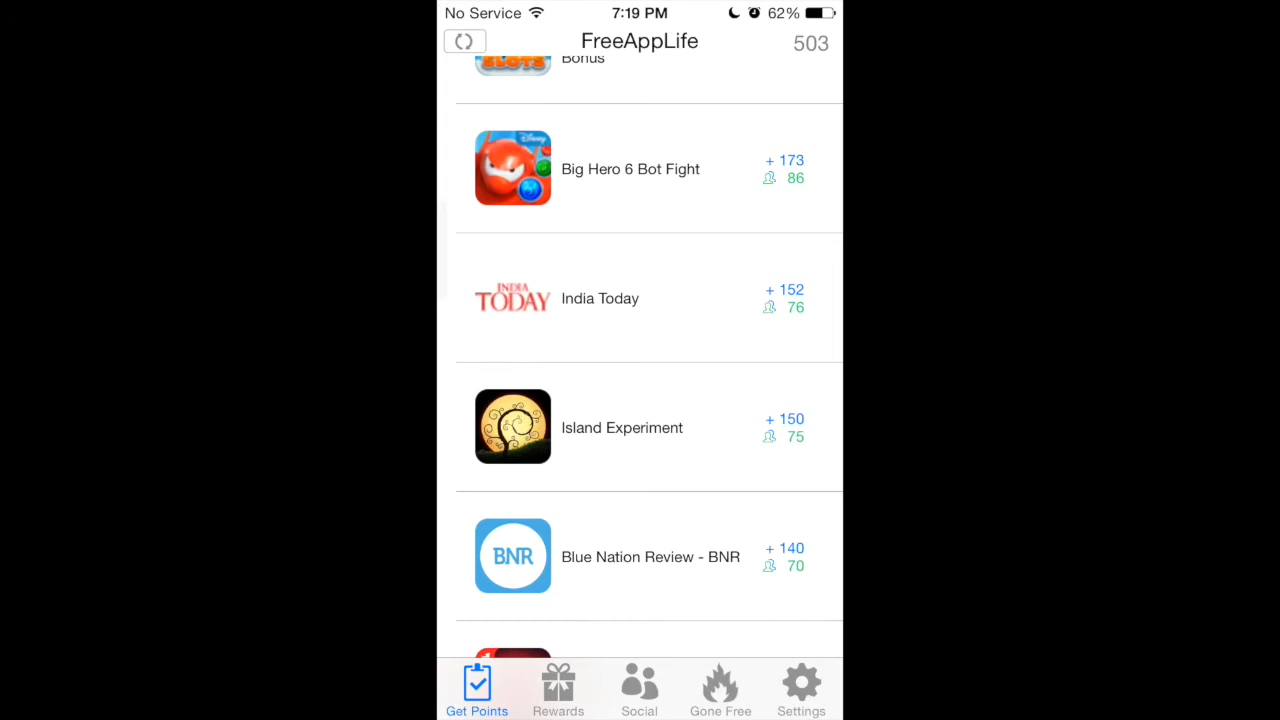 No Service 7:19 PM 62%
FreeAppLife 503
SLOTS Bonus
Disney
Big Hero 6 Bot Fight + 173
86
INDIA
TODAY India Today + 152
76
Island Experiment + 150
75
BNR Blue Nation Review - BNR + 140
70
Get Points Rewards Social Gone Free Settings